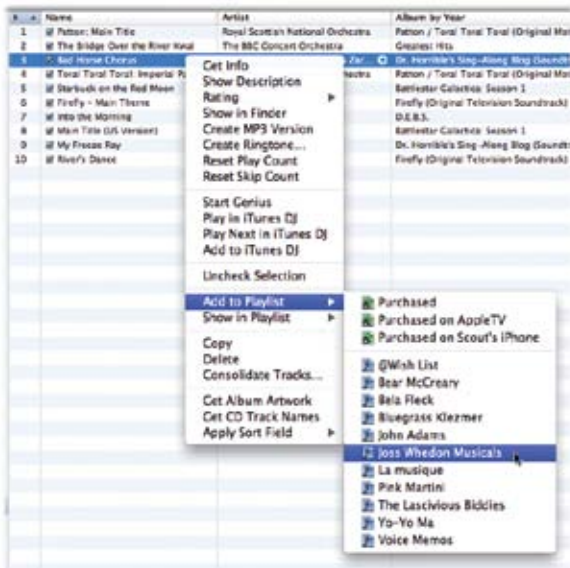 Name Artist Album by Year
1 Patton: Main Title Royal Scottish National Orchestra Patton / Tora! Tora! Tora! (Original Mo
2 The Bridge Over the River Kwai The BBC Concert Orchestra Greatest Hits
3 Bad Horse Chorus Zar... Dr. Horrible's Sing-Along Blog (Soundt
4 Tora! Tora! Tora!: Imperial Pa hestra Patton / Tora! Tora! Tora! (Original Mo
5 Starbuck on the Red Moon Battlestar Galactica: Season 1
6 Firefly - Main Theme Firefly (Original Television Soundtrack)
7 Into the Morning D.E.B.S.
8 Main Title (US Version) Battlestar Galactica: Season 1
9 My Freeze Ray Dr. Horrible's Sing-Along Blog (Soundt
10 River's Dance Firefly (Original Television Soundtrack)
Get Info
Show Description
Rating
Show in Finder
Create MP3 Version
Create Ringtone...
Reset Play Count
Reset Skip Count
Start Genius
Play in iTunes DJ
Play Next in iTunes DJ
Add to iTunes DJ
Uncheck Selection
Add to Playlist
Show in Playlist
Copy
Delete
Consolidate Tracks...
Get Album Artwork
Get CD Track Names
Apply Sort Field
Purchased
Purchased on AppleTV
Purchased on Scout's iPhone
@Wish List
Bear McCreary
Bela Fleck
Bluegrass Klezmer
John Adams
Joss Whedon Musicals
La musique
Pink Martini
The Lascivious Biddies
Yo-Yo Ma
Voice Memos